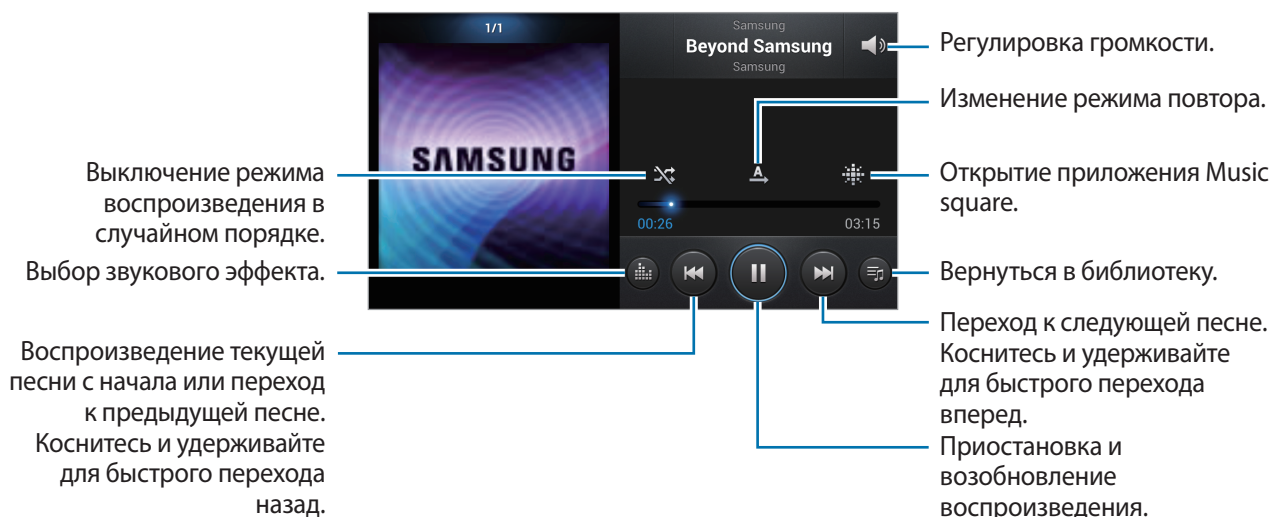 1/1
SAMSUNG
Samsung
Beyond Samsung
Samsung
00:26
03:15
Выключение режима
воспроизведения в
случайном порядке.
Выбор звукового эффекта.
Воспроизведение текущей
песни с начала или переход
к предыдущей песне.
Коснитесь и удерживайте
для быстрого перехода
назад.
Регулировка громкости.
Изменение режима повтора.
Открытие приложения Music
square.
Вернуться в библиотеку.
Переход к следующей песне.
Коснитесь и удерживайте
для быстрого перехода
вперед.
Приостановка и
возобновление
воспроизведения.
A